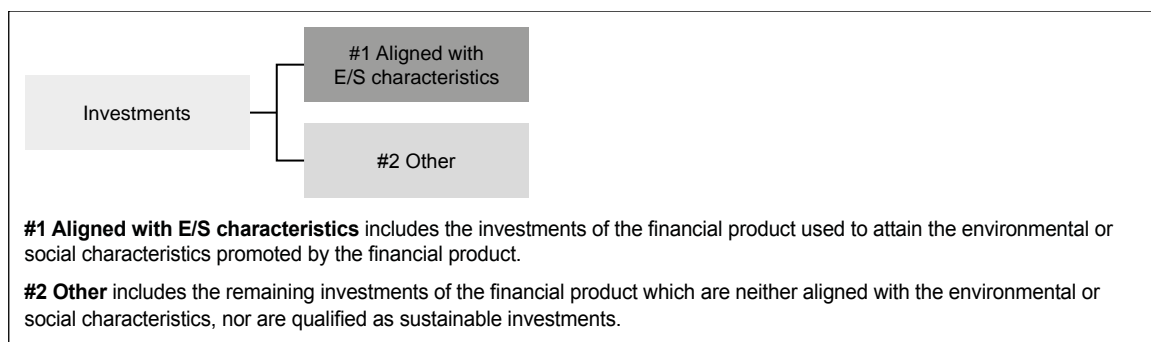 #1 Aligned with
E/S characteristics
Investments
#2 Other
#1 Aligned with E/S characteristics includes the investments of the financial product used to attain the environmental or
social characteristics promoted by the financial product.
#2 Other includes the remaining investments of the financial product which are neither aligned with the environmental or
social characteristics, nor are qualified as sustainable investments.